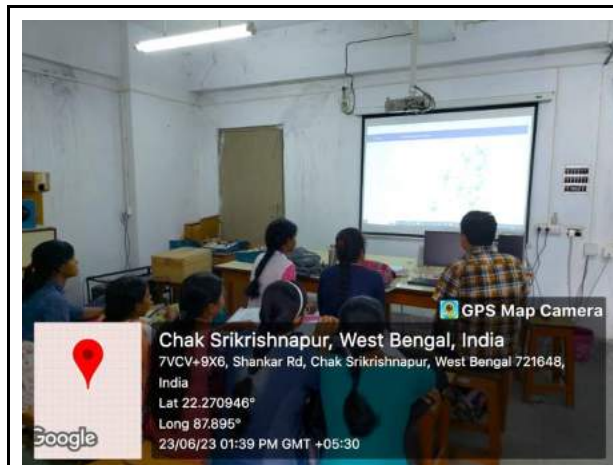 GPS Map Camera
Chak Srikrishnapur, West Bengal, India
7VCV+9X6, Shankar Rd, Chak Srikrishnapur, West Bengal 721648,
India
Lat 22.270946°
Long 87.895°
23/06/23 01:39 PM GMT +05:30
Google